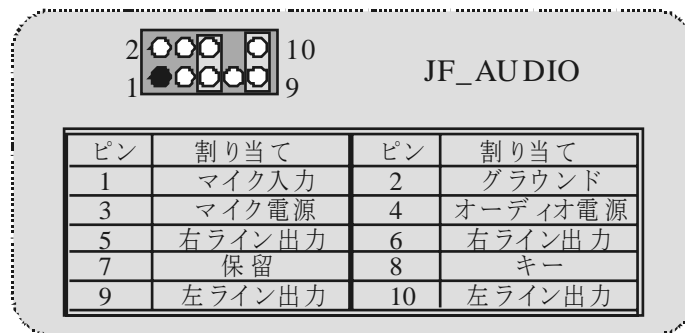 2 10
1 9
JF_AUDIO
ピン 割り当て ピン 割り当て
1 マイク入力 2 グラウンド
3 マイク電源 4 オーディオ電源
5 右ライン出力 6 右ライン出力
7 保留 8 キー
9 左ライン出力 10 左ライン出力